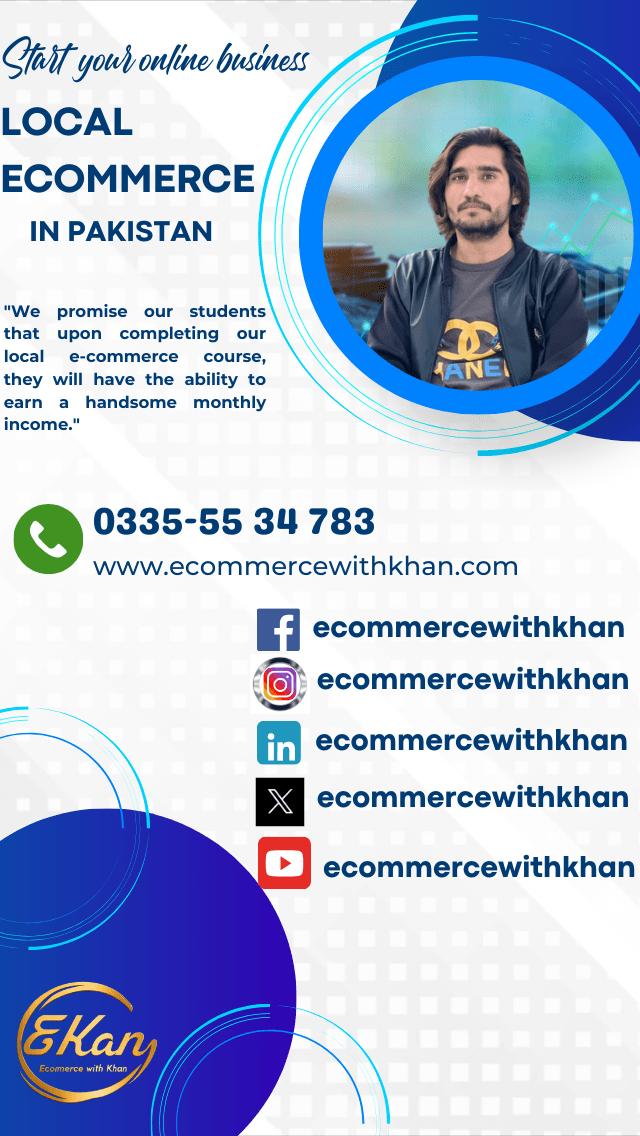 Start your online business
LOCAL
ECOMMERCE
IN PAKISTAN
"We promise our students
that upon completing our
local e-commerce course,
they will have the ability to
earn a handsome monthly
income."
0335-55 34 783
www.ecommercewithkhan.com
ecommercewithkhan
ecommercewithkhan
in ecommercewithkhan
ecommercewithkhan
ecommercewithkhan
EKan
Ecomerce with Khan